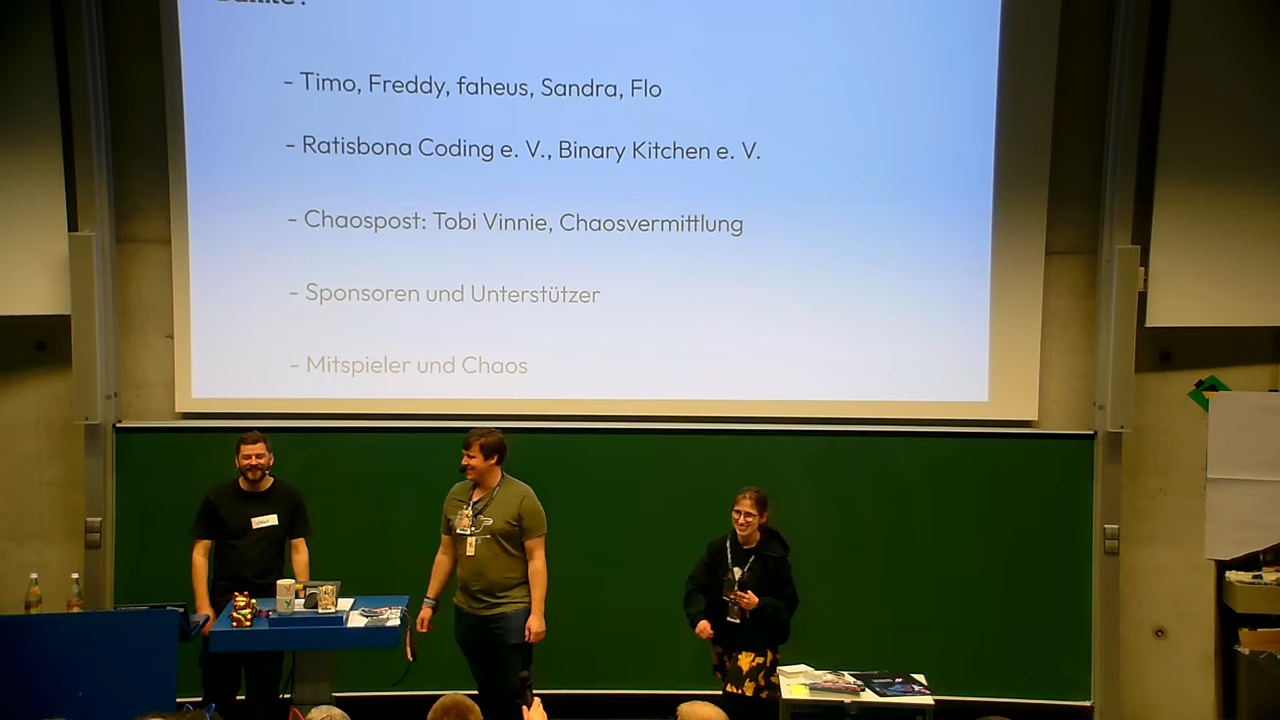 - Timo, Freddy, faheus, Sandra, Flo
- Ratisbona Coding e. V., Binary Kitchen e. V.
- Chaospost: Tobi Vinnie, Chaosvermittlung
- Sponsoren und Unterstützer
- Mitspieler und Chaos